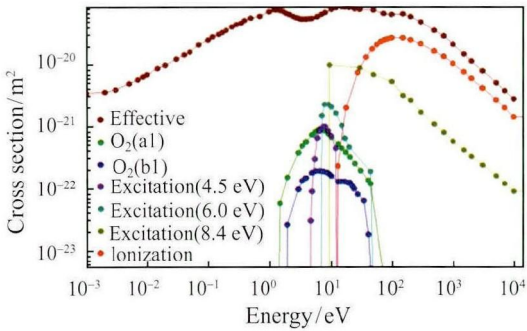 Cross section/m²
10⁻²⁰
10⁻²¹
10⁻²²
10⁻²³
Effective
O₂(a1)
O₂(b1)
Excitation(4.5 eV)
Excitation(6.0 eV)
Excitation(8.4 eV)
Ionization
10⁻³ 10⁻² 10⁻¹ 10⁰ 10¹ 10² 10³ 10⁴
Energy/eV